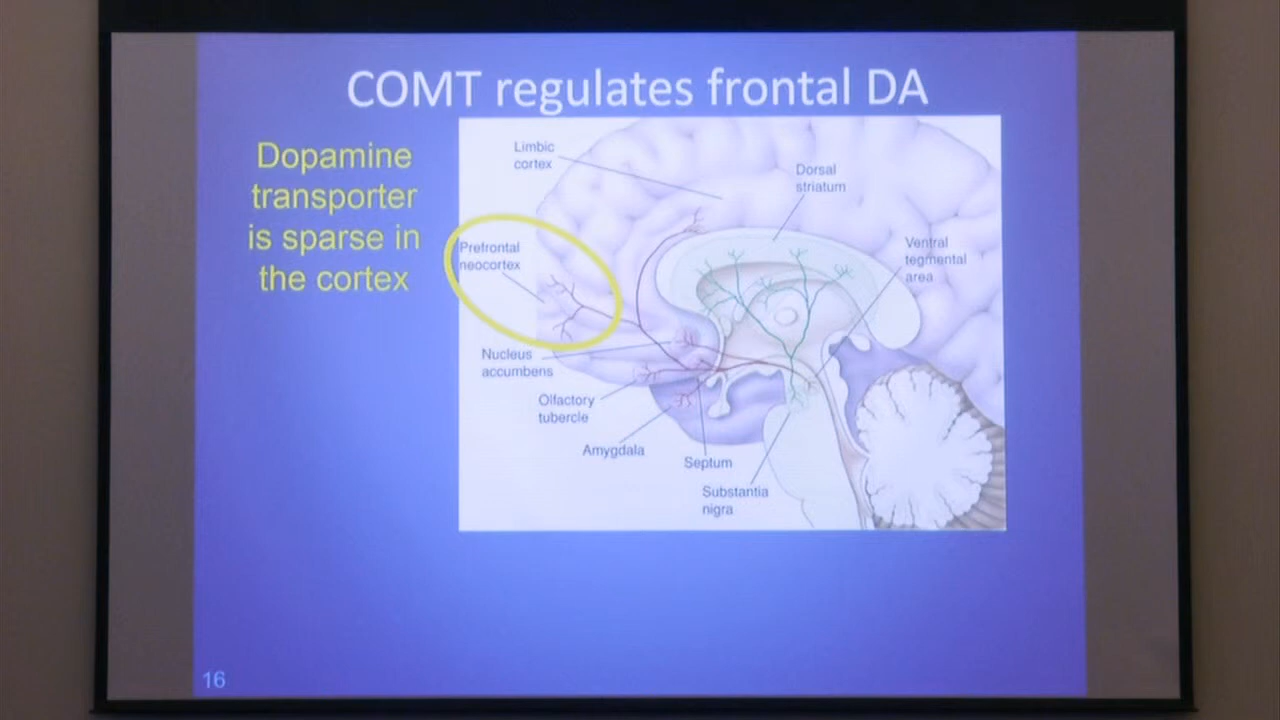 COMT regulates frontal DA
Dopamine
transporter
is sparse in
the cortex
Limbic
cortex
Dorsal
striatum
Prefrontal
neocortex
Ventral
tegmental
area
Nucleus
accumbens
Olfactory
tubercle
Amygdala
Septum
Substantia
nigra
16